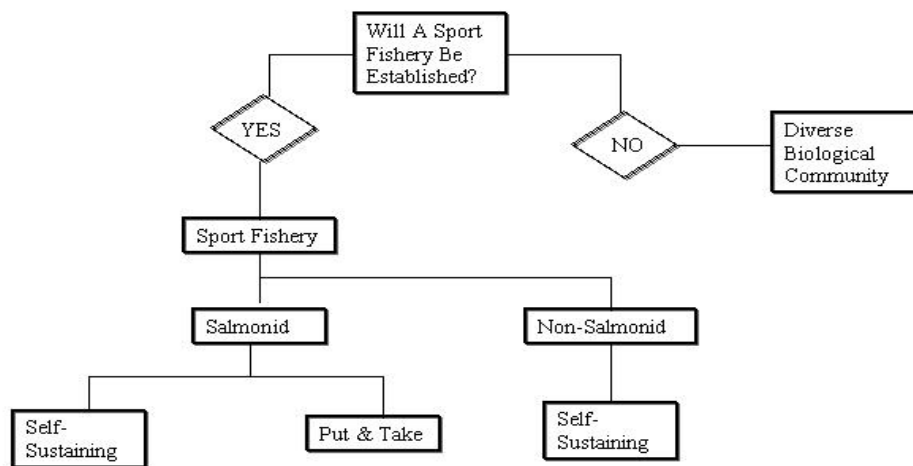 Will A Sport
Fishery Be
Established?
YES
NO
Diverse
Biological
Community
Sport Fishery
Salmonid
Non-Salmonid
Self-
Sustaining
Put & Take
Self-
Sustaining